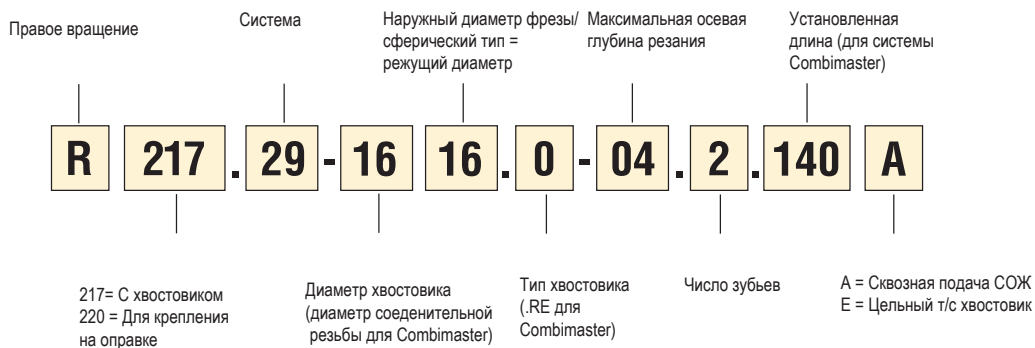 Правое вращение
Система
Наружный диаметр фрезы/
сферический тип =
режущий диаметр
Максимальная осевая
глубина резания
Установленная
длина (для системы
Combimaster)
R 217.29-16 16.0-04.2.140 A
217= С хвостовиком
220 = Для крепления
на оправке
Диаметр хвостовика
(диаметр соеденительной
резьбы для Combimaster)
Тип хвостовика
(.RE для
Combimaster)
Число зубьев
A = Сквозная подача СОЖ
E = Цельный т/с хвостовик